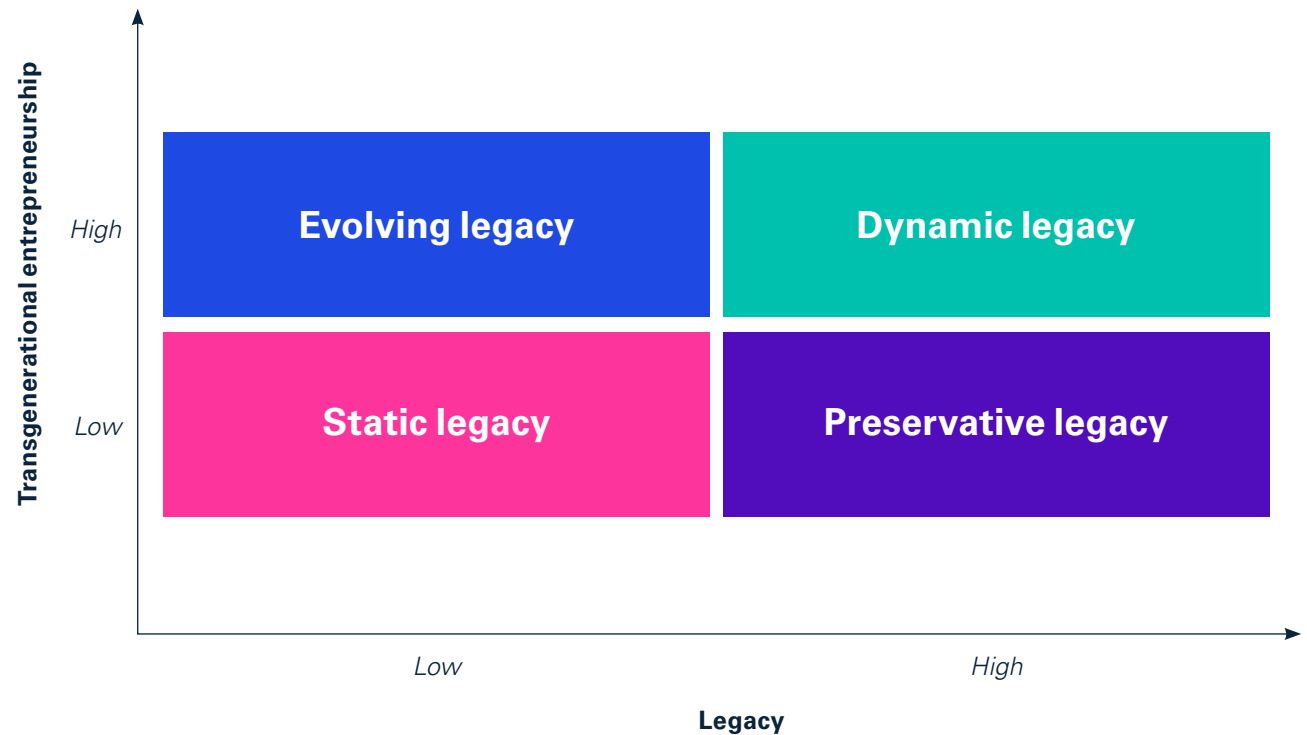 Transgenerational entrepreneurship
High
Evolving legacy
Dynamic legacy
Low
Static legacy
Preservative legacy
Low
High
Legacy